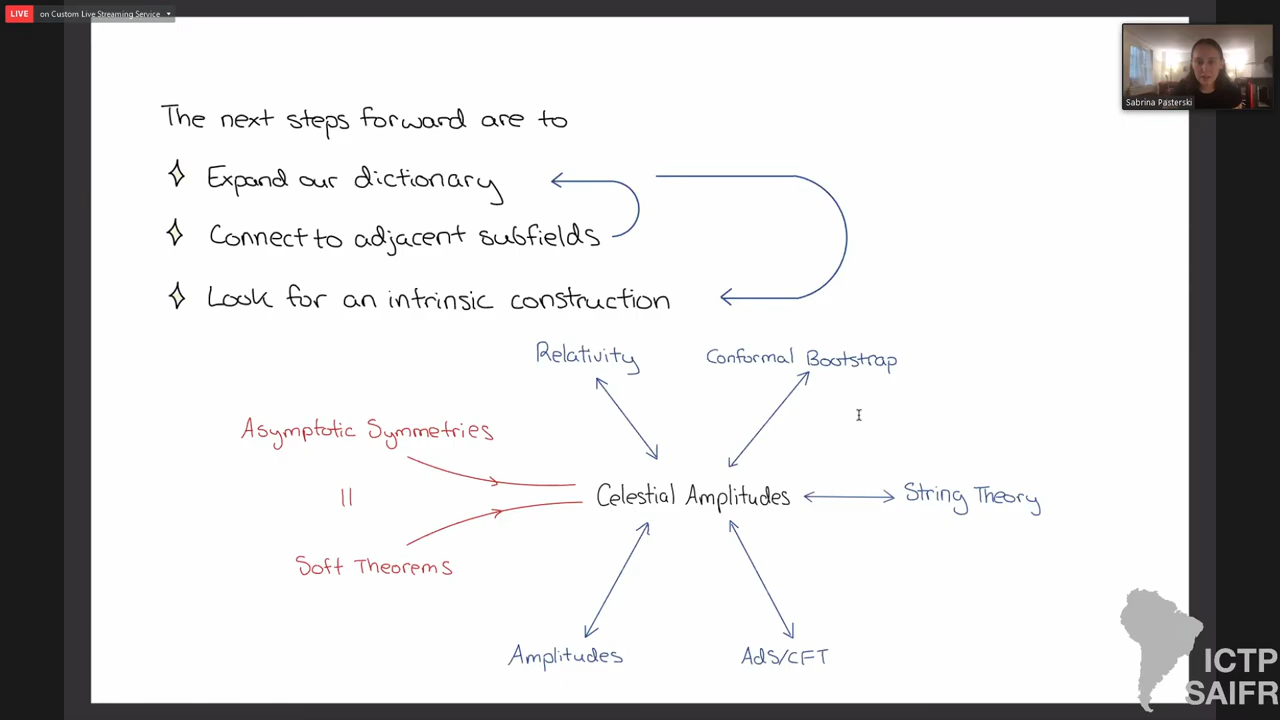 LIVE on Custom Live Streaming Service
Sabrina Pasterski
The next steps forward are to
Expand our dictionary
Connect to adjacent subfields
Look for an intrinsic construction
Relativity
Conformal Bootstrap
Asymptotic Symmetries
=
Celestial Amplitudes
String Theory
Soft Theorems
Amplitudes
AdS/CFT
ICTP
SAIFR